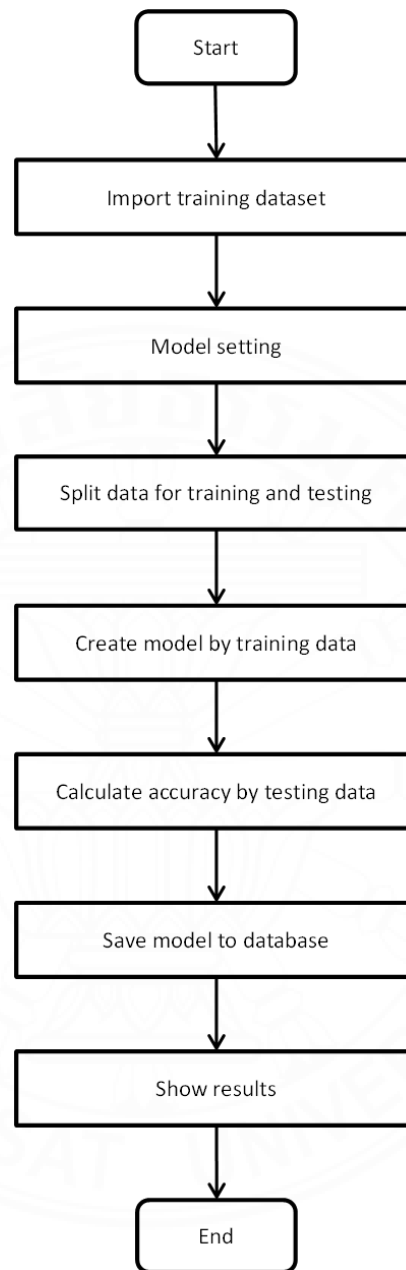 Start
Import training dataset
Model setting
Split data for training and testing
Create model by training data
Calculate accuracy by testing data
Save model to database
Show results
End